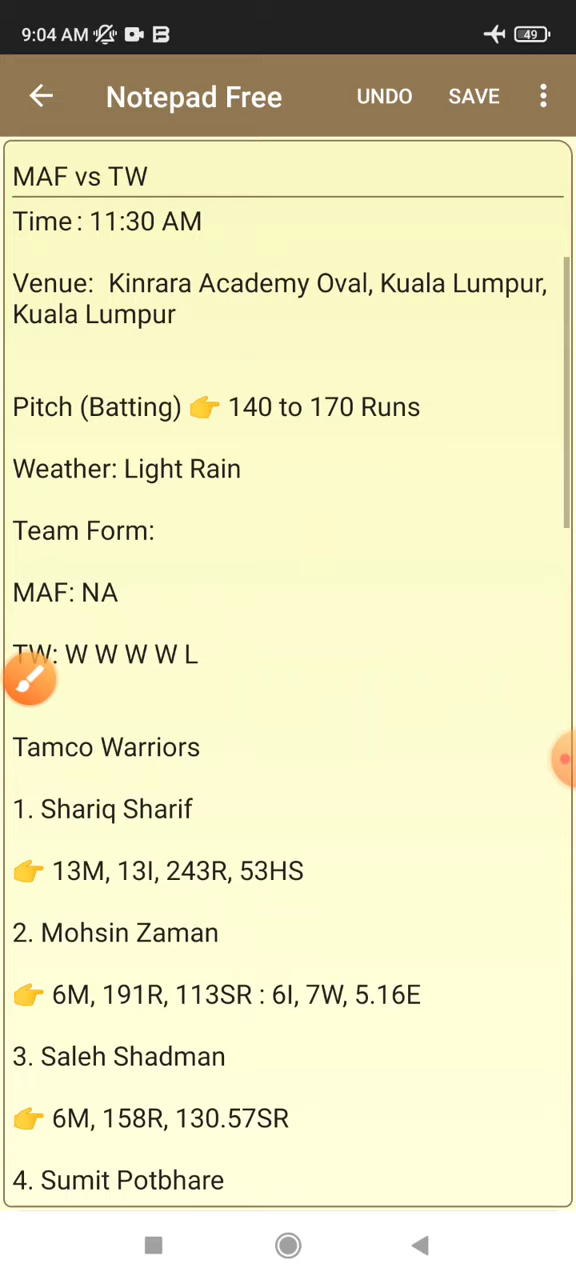 9:04 AM
49
Notepad Free
UNDO
SAVE
MAF vs TW
Time : 11:30 AM
Venue:  Kinrara Academy Oval, Kuala Lumpur,
Kuala Lumpur
Pitch (Batting) 👉 140 to 170 Runs
Weather: Light Rain
Team Form:
MAF: NA
TW: W W W W L
Tamco Warriors
1. Shariq Sharif
👉 13M, 13I, 243R, 53HS
2. Mohsin Zaman
👉 6M, 191R, 113SR : 6I, 7W, 5.16E
3. Saleh Shadman
👉 6M, 158R, 130.57SR
4. Sumit Potbhare